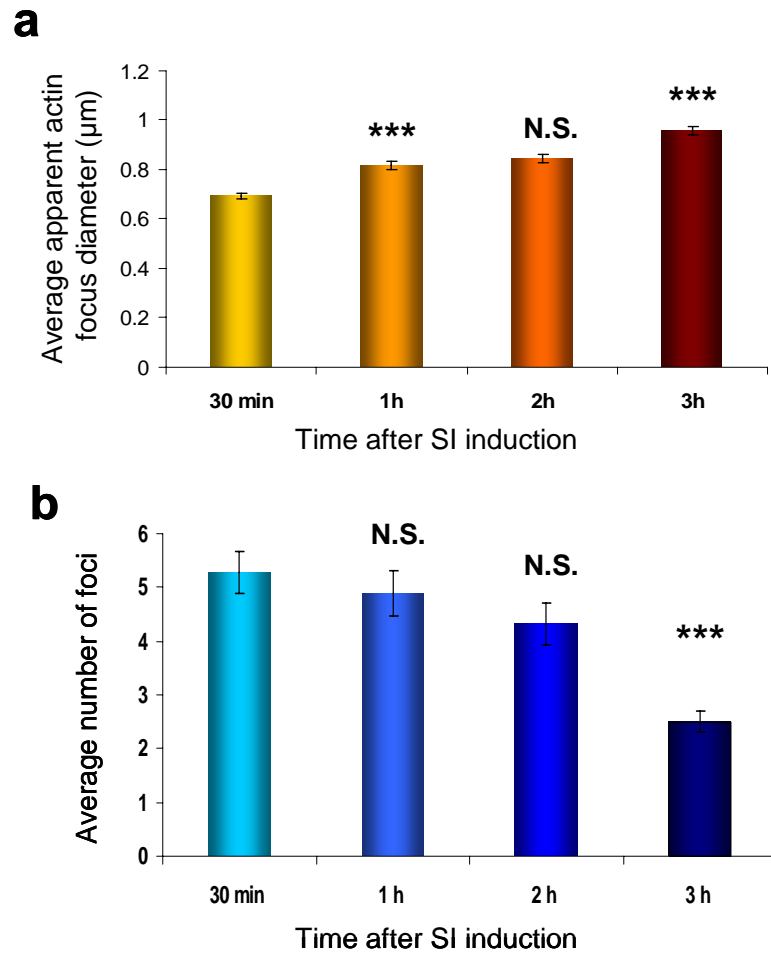 a
Average apparent actin
focus diameter (µm)
1.2
1
0.8
0.6
0.4
0.2
0
***
N.S.
***
30 min
1h
2h
3h
Time after SI induction
b
Average number of foci
6
5
4
3
2
1
0
N.S.
N.S.
***
30 min
1 h
2 h
3 h
Time after SI induction